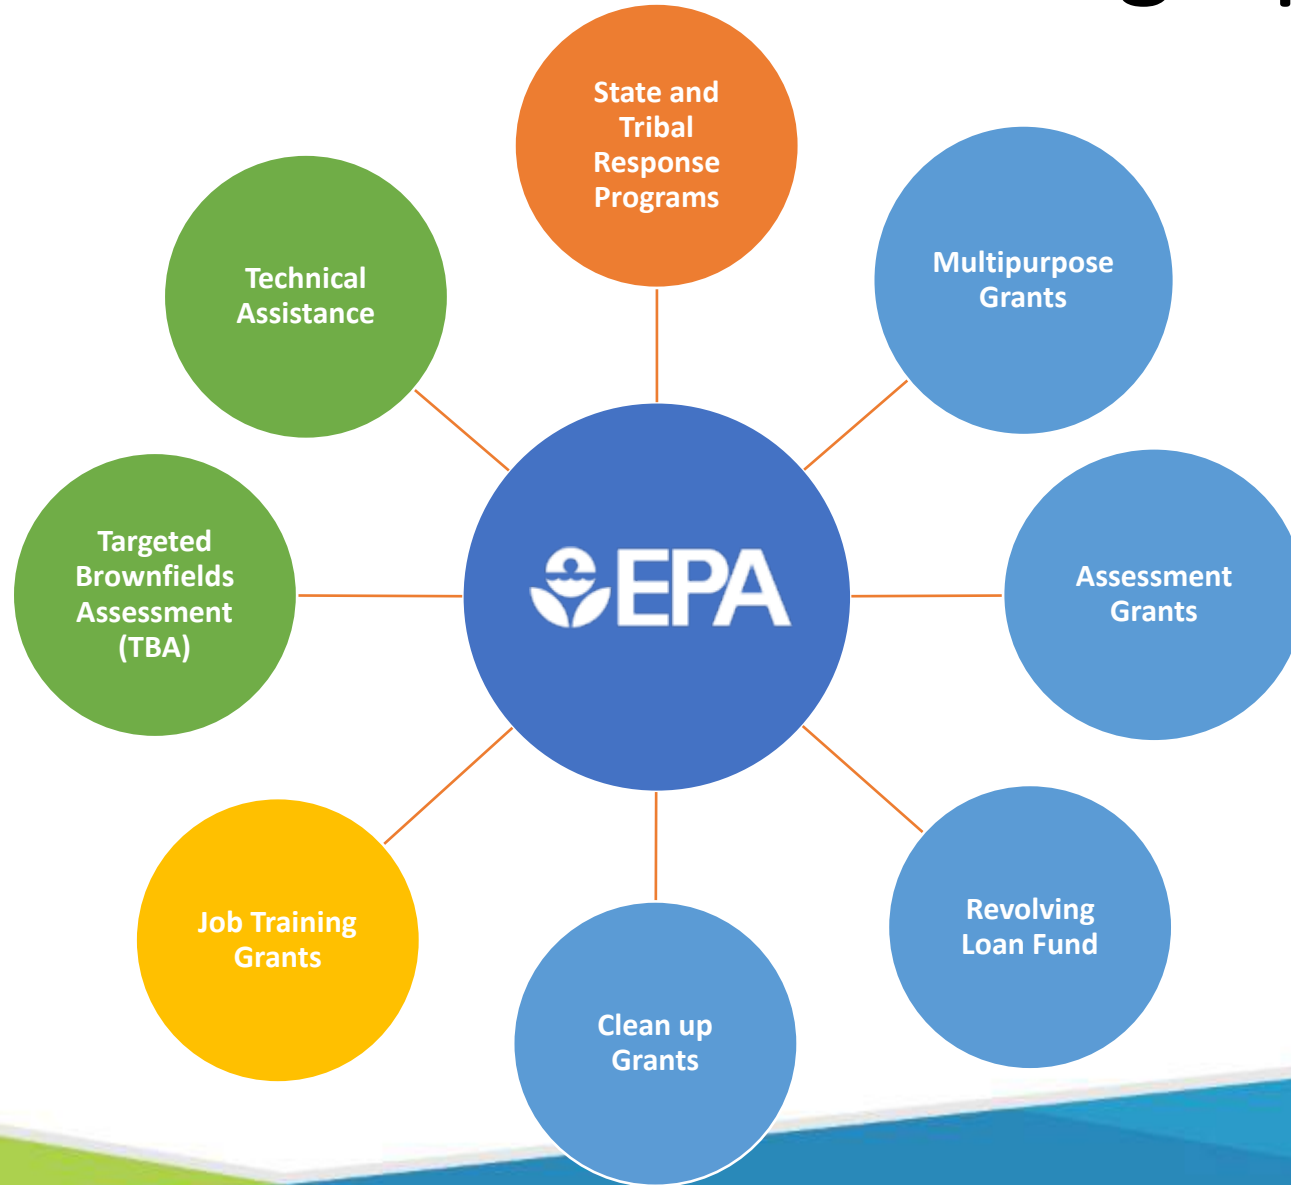 State and
Tribal
Response
Programs
Multipurpose
Grants
Technical
Assistance
Targeted
Brownfields
Assessment
(TBA)
EPA
Assessment
Grants
Job Training
Grants
Revolving
Loan Fund
Clean up
Grants